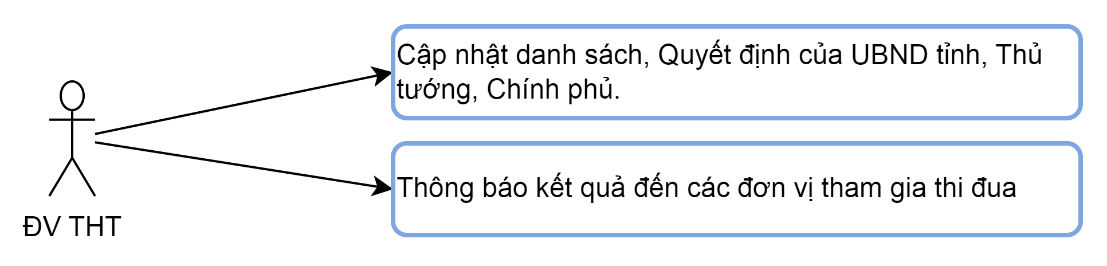 Cập nhật danh sách, Quyết định của UBND tỉnh, Thủ
tướng, Chính phủ.
Thông báo kết quả đến các đơn vị tham gia thi đua
ĐV THT